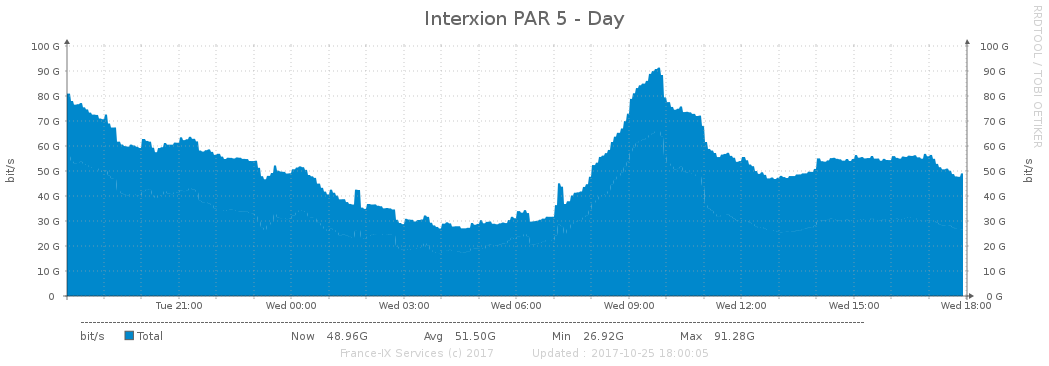 Interxion PAR 5 - Day
RRDTOOL / TOBI OETIKER
bit/s
100 G
90 G
80 G
70 G
60 G
50 G
40 G
30 G
20 G
10 G
0
100 G
90 G
80 G
70 G
60 G
50 G
40 G
30 G
20 G
10 G
0 G
bit/s
Tue 21:00 Wed 00:00 Wed 03:00 Wed 06:00 Wed 09:00 Wed 12:00 Wed 15:00 Wed 18:00
bit/s Total Now 48.96G Avg 51.50G Min 26.92G Max 91.28G
France-IX Services (c) 2017 Updated : 2017-10-25 18:00:05